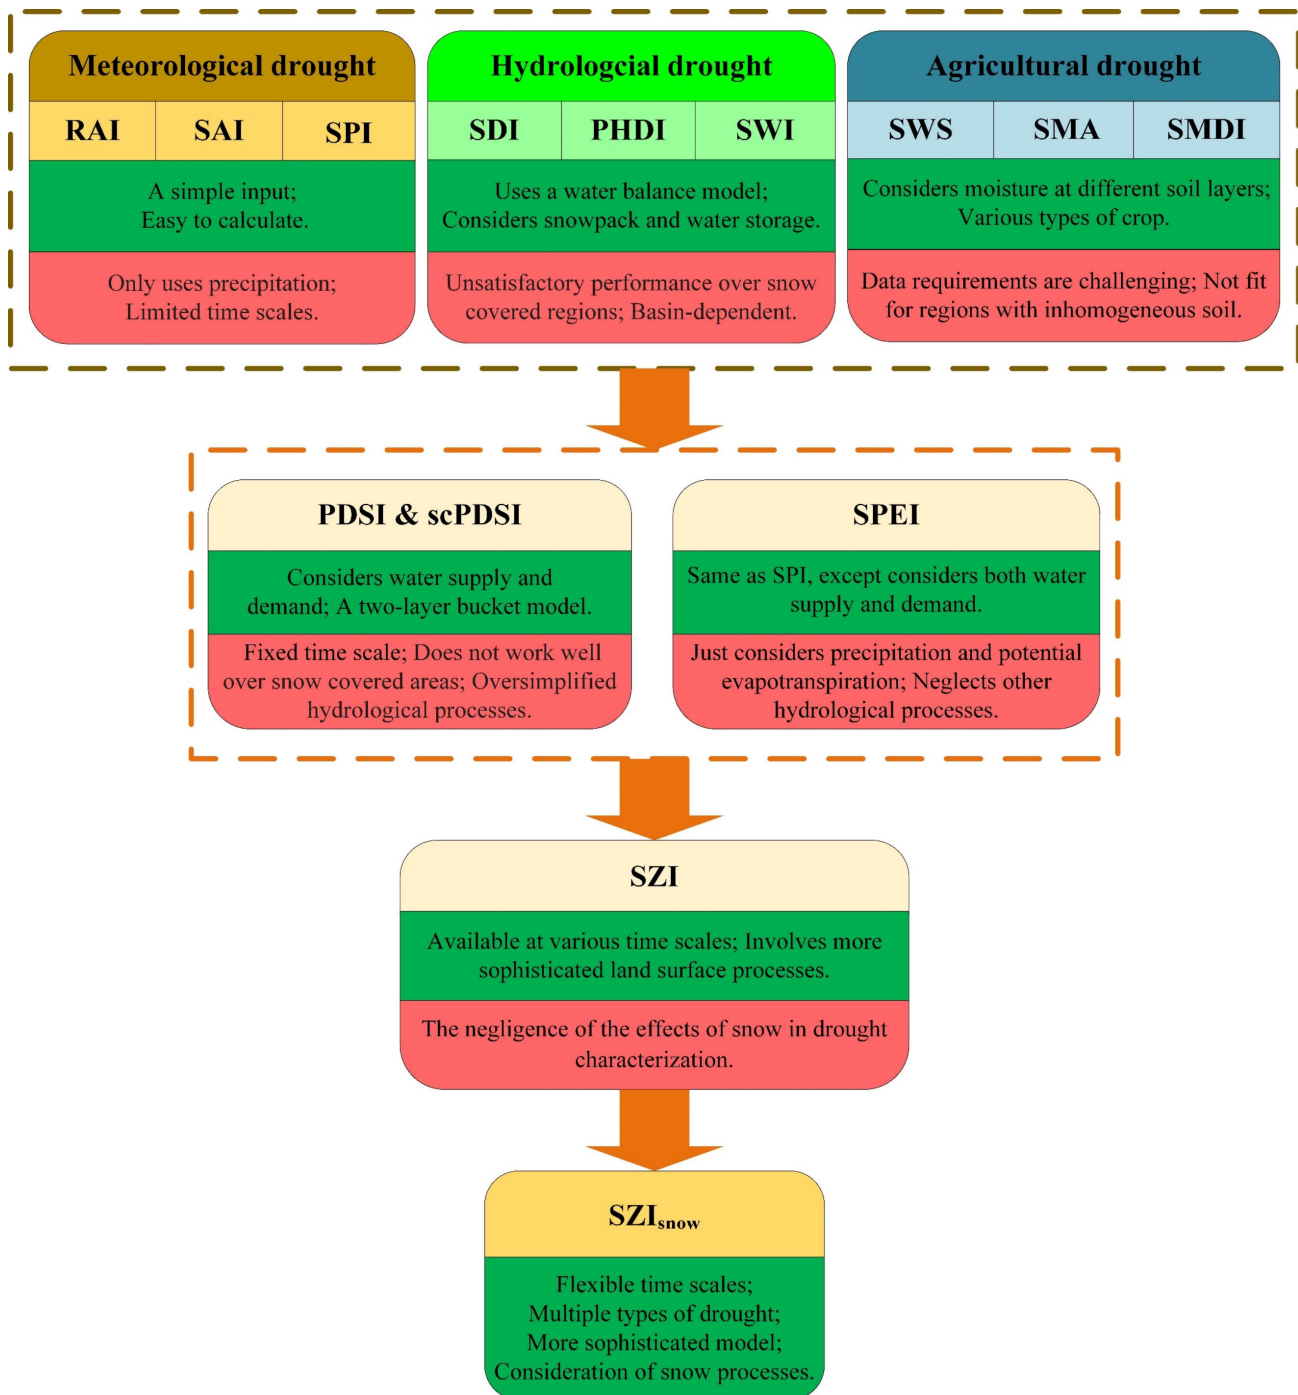 Meteorological drought
RAI
SAI
SPI
A simple input;
Easy to calculate.
Only uses precipitation;
Limited time scales.
Hydrologcial drought
SDI
PHDI
SWI
Uses a water balance model;
Considers snowpack and water storage.
Unsatisfactory performance over snow
covered regions; Basin-dependent.
Agricultural drought
SWS
SMA
SMDI
Considers moisture at different soil layers;
Various types of crop.
Data requirements are challenging; Not fit
for regions with inhomogeneous soil.
PDSI & scPDSI
Considers water supply and
demand; A two-layer bucket model.
Fixed time scale; Does not work well
over snow covered areas; Oversimplified
hydrological processes.
SPEI
Same as SPI, except considers both water
supply and demand.
Just considers precipitation and potential
evapotranspiration; Neglects other
hydrological processes.
SZI
Available at various time scales; Involves more
sophisticated land surface processes.
The negligence of the effects of snow in drought
characterization.
SZIsnow
Flexible time scales;
Multiple types of drought;
More sophisticated model;
Consideration of snow processes.